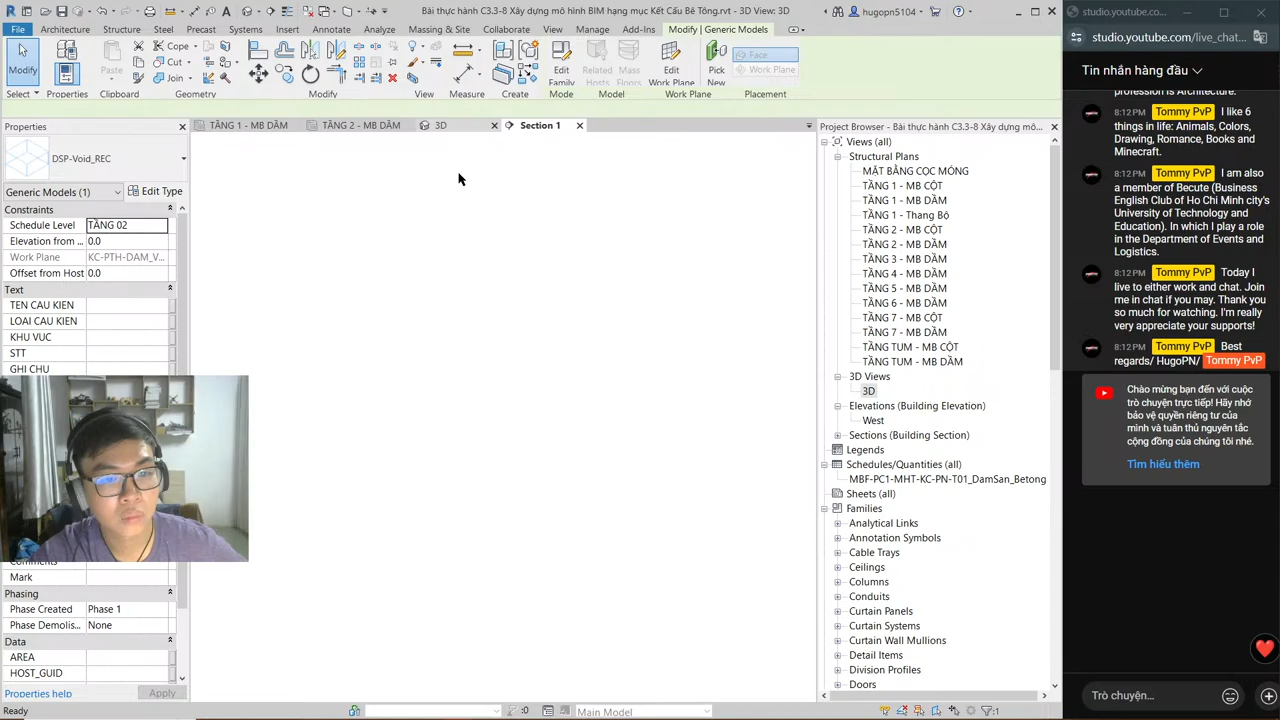 Bài thực hành C3.3-8 Xây dựng mô hình BIM hạng mục Kết Cấu Bê Tông.rvt - 3D View: 3D
hugopn5104
File
Architecture
Structure
Steel
Precast
Systems
Insert
Annotate
Analyze
Massing & Site
Collaborate
View
Manage
Add-Ins
Modify | Generic Models
Modify
Properties
Paste
Cope
Cut
Join
Edit
Family
Related
Hosts
Mass
Floors
Edit
Work Plane
Pick
New
Face
Work Plane
Select
Properties
Clipboard
Geometry
Modify
View
Measure
Create
Mode
Model
Work Plane
Placement
Properties
DSP-Void_REC
Generic Models (1)
Edit Type
Constraints
Schedule Level TẦNG 02
Elevation from ... 0.0
Work Plane KC-PTH-DAM_V...
Offset from Host 0.0
Text
TEN CAU KIEN
LOAI CAU KIEN
KHU VUC
STT
GHI CHU
Comments
Mark
Phasing
Phase Created Phase 1
Phase Demolis... None
Data
AREA
HOST_GUID
Properties help
Apply
Ready
TẦNG 1 - MB DẦM
TẦNG 2 - MB DẦM
3D
Section 1
:0
Main Model
:1
Project Browser - Bài thực hành C3.3-8 Xây dựng mô...
Views (all)
Structural Plans
MẶT BẰNG CỌC MÓNG
TẦNG 1 - MB CỘT
TẦNG 1 - MB DẦM
TẦNG 1 - Thang Bộ
TẦNG 2 - MB CỘT
TẦNG 2 - MB DẦM
TẦNG 3 - MB DẦM
TẦNG 4 - MB DẦM
TẦNG 5 - MB DẦM
TẦNG 6 - MB DẦM
TẦNG 7 - MB CỘT
TẦNG 7 - MB DẦM
TẦNG TUM - MB CỘT
TẦNG TUM - MB DẦM
3D Views
3D
Elevations (Building Elevation)
West
Sections (Building Section)
Legends
Schedules/Quantities (all)
MBF-PC1-MHT-KC-PN-T01_DamSan_Betong
Sheets (all)
Families
Analytical Links
Annotation Symbols
Cable Trays
Ceilings
Columns
Conduits
Curtain Panels
Curtain Systems
Curtain Wall Mullions
Detail Items
Division Profiles
Doors
studio.youtube.co...
studio.youtube.com/live_chat...
Tin nhắn hàng đầu
profession is Architecture.
8:12 PM Tommy PvP I like 6
things in life: Animals, Colors,
Drawing, Romance, Books and
Minecraft.
8:12 PM Tommy PvP I am also
a member of Becute (Business
English Club of Ho Chi Minh city's
University of Technology and
Education). In which I play a role
in the Department of Events and
Logistics.
8:12 PM Tommy PvP Today I
live to either work and chat. Join
me in chat if you may. Thank you
so much for watching. I'm really
very appreciate your supports!
8:12 PM Tommy PvP Best
regards/ HugoPN/ Tommy PvP
Chào mừng bạn đến với cuộc
trò chuyện trực tiếp! Hãy nhớ
bảo vệ quyền riêng tư của
mình và tuân thủ nguyên tắc
cộng đồng của chúng tôi nhé.
Tìm hiểu thêm
Trò chuyện...